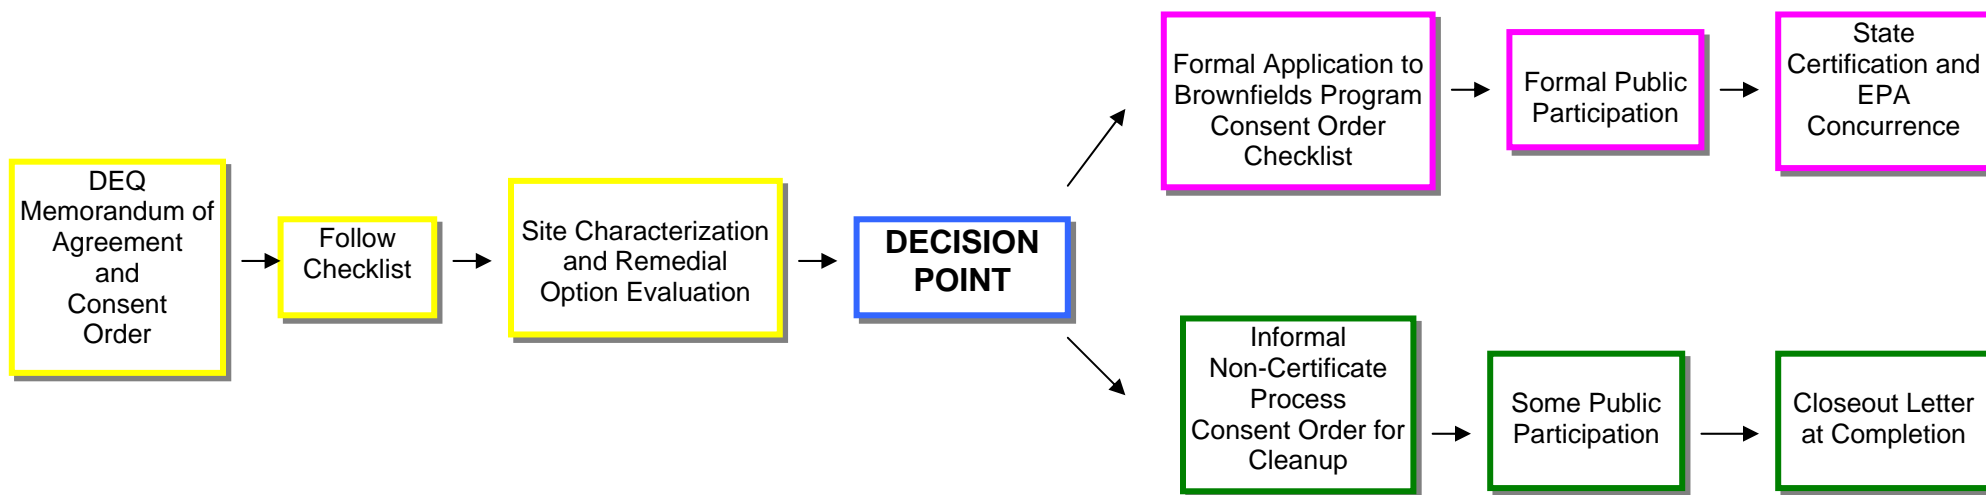 DEQ
Memorandum of
Agreement
and
Consent
Order
Follow
Checklist
Site Characterization
and Remedial
Option Evaluation
DECISION
POINT
Formal Application to
Brownfields Program
Consent Order
Checklist
Formal Public
Participation
State
Certification and
EPA
Concurrence
Informal
Non-Certificate
Process
Consent Order for
Cleanup
Some Public
Participation
Closeout Letter
at Completion